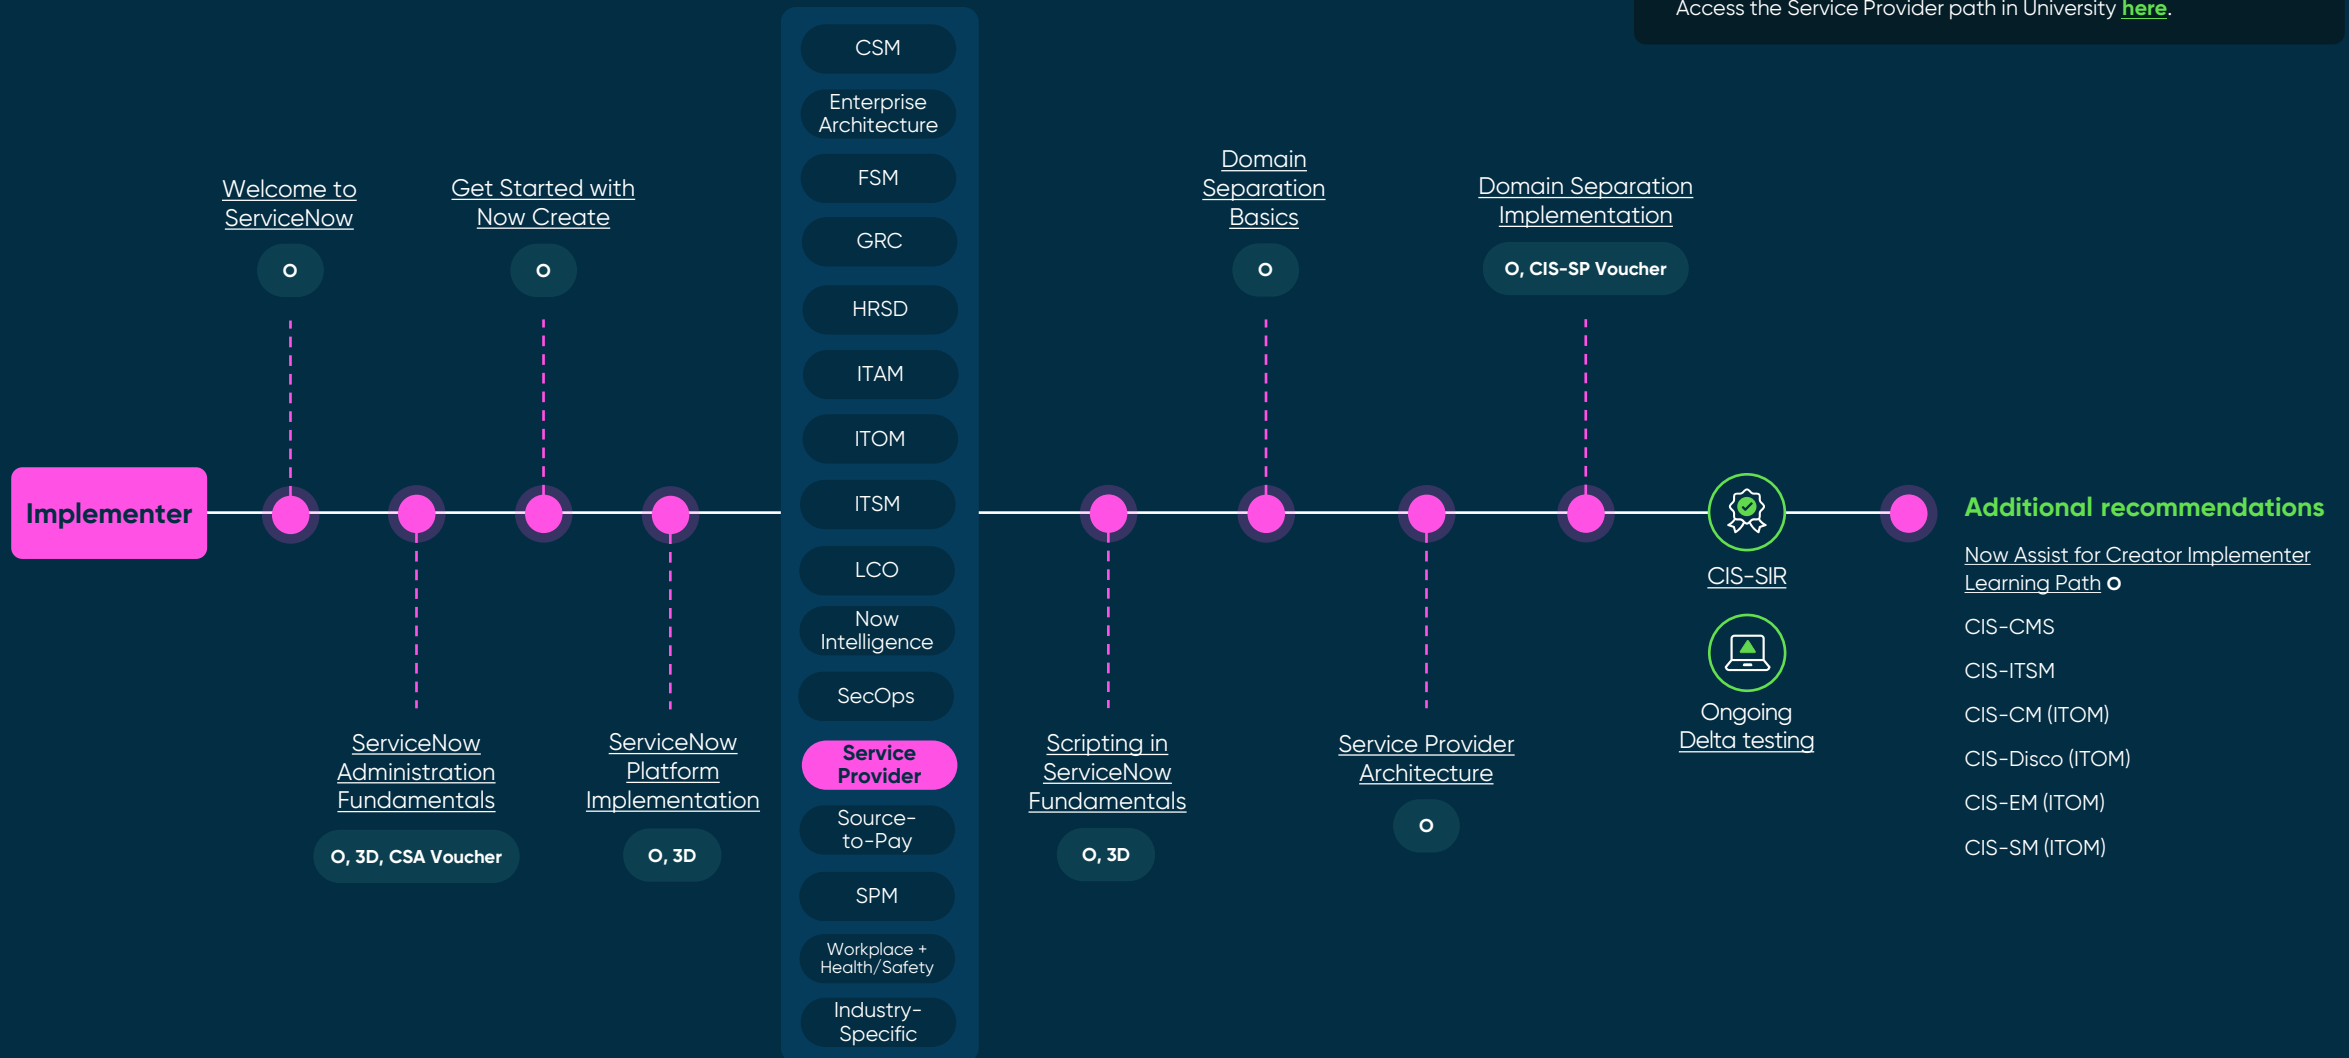 Access the Service Provider path in University here.
Implementer
Welcome to
ServiceNow
O
ServiceNow
Administration
Fundamentals
O, 3D, CSA Voucher
Get Started with
Now Create
O
ServiceNow
Platform
Implementation
O, 3D
CSM
Enterprise
Architecture
FSM
GRC
HRSD
ITAM
ITOM
ITSM
LCO
Now
Intelligence
SecOps
Service
Provider
Source-
to-Pay
SPM
Workplace +
Health/Safety
Industry-
Specific
Scripting in
ServiceNow
Fundamentals
O, 3D
Domain
Separation
Basics
O
Service Provider
Architecture
O
Domain Separation
Implementation
O, CIS-SP Voucher
CIS-SIR
Ongoing
Delta testing
Additional recommendations
Now Assist for Creator Implementer
Learning Path O
CIS-CMS
CIS-ITSM
CIS-CM (ITOM)
CIS-Disco (ITOM)
CIS-EM (ITOM)
CIS-SM (ITOM)